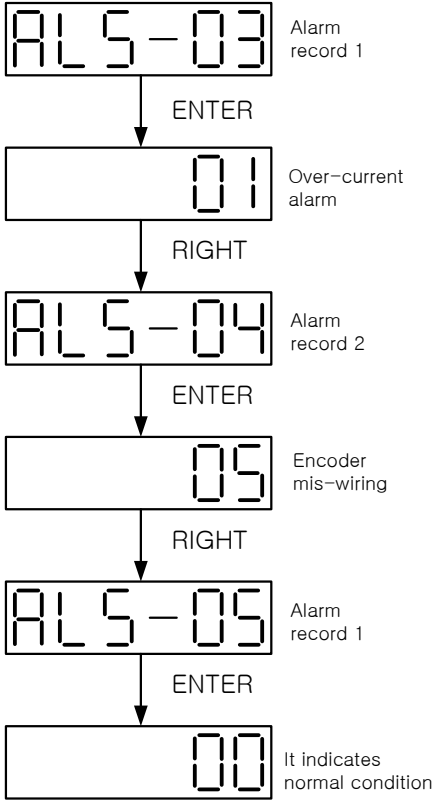 ALS-03
Alarm
record 1
ENTER
01
Over-current
alarm
RIGHT
ALS-04
Alarm
record 2
ENTER
05
Encoder
mis-wiring
RIGHT
ALS-05
Alarm
record 1
ENTER
00
It indicates
normal condition